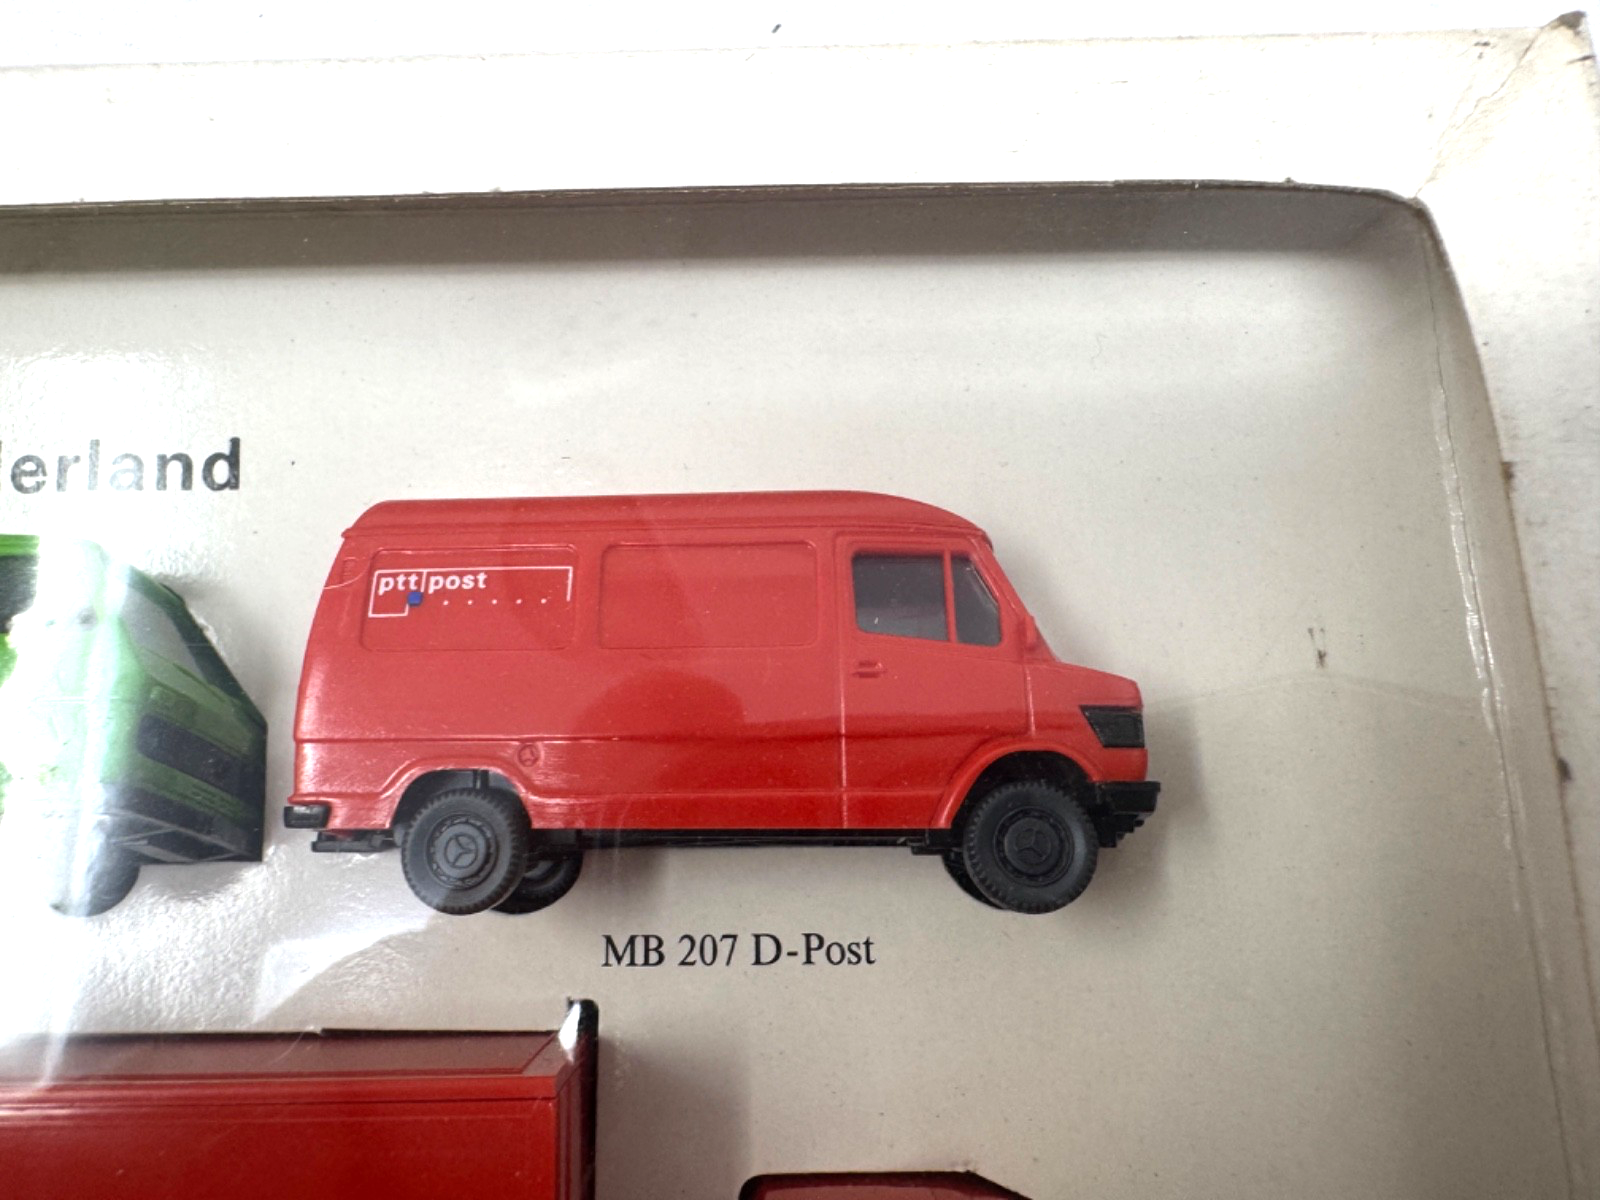 erland
ptt post
MB 207 D-Post